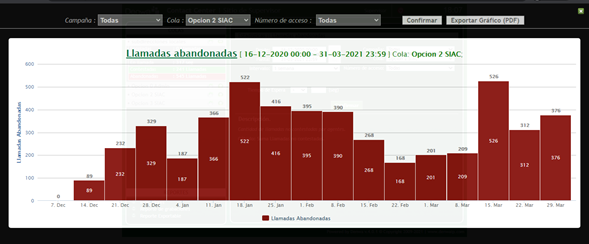 Campaña : Todas Cola : Opcion 2 SIAC Número de acceso : Todas Confirmar Exportar Gráfico (PDF)
Llamadas abandonadas ( 16-12-2020 00:00 - 31-03-2021 23:59 | Cola: Opcion 2 SIAC)
Llamadas Abandonadas
600
500
400
300
200
100
0
0 89 232 329 187 366 522 416 395 390 268 168 201 209 526 312 376
89 232 329 187 366 522 416 395 390 268 168 201 209 526 312 376
7. Dec 14. Dec 21. Dec 28. Dec 4. Jan 11. Jan 18. Jan 25. Jan 1. Feb 8. Feb 15. Feb 22. Feb 1. Mar 8. Mar 15. Mar 22. Mar 29. Mar
Llamadas Abandonadas